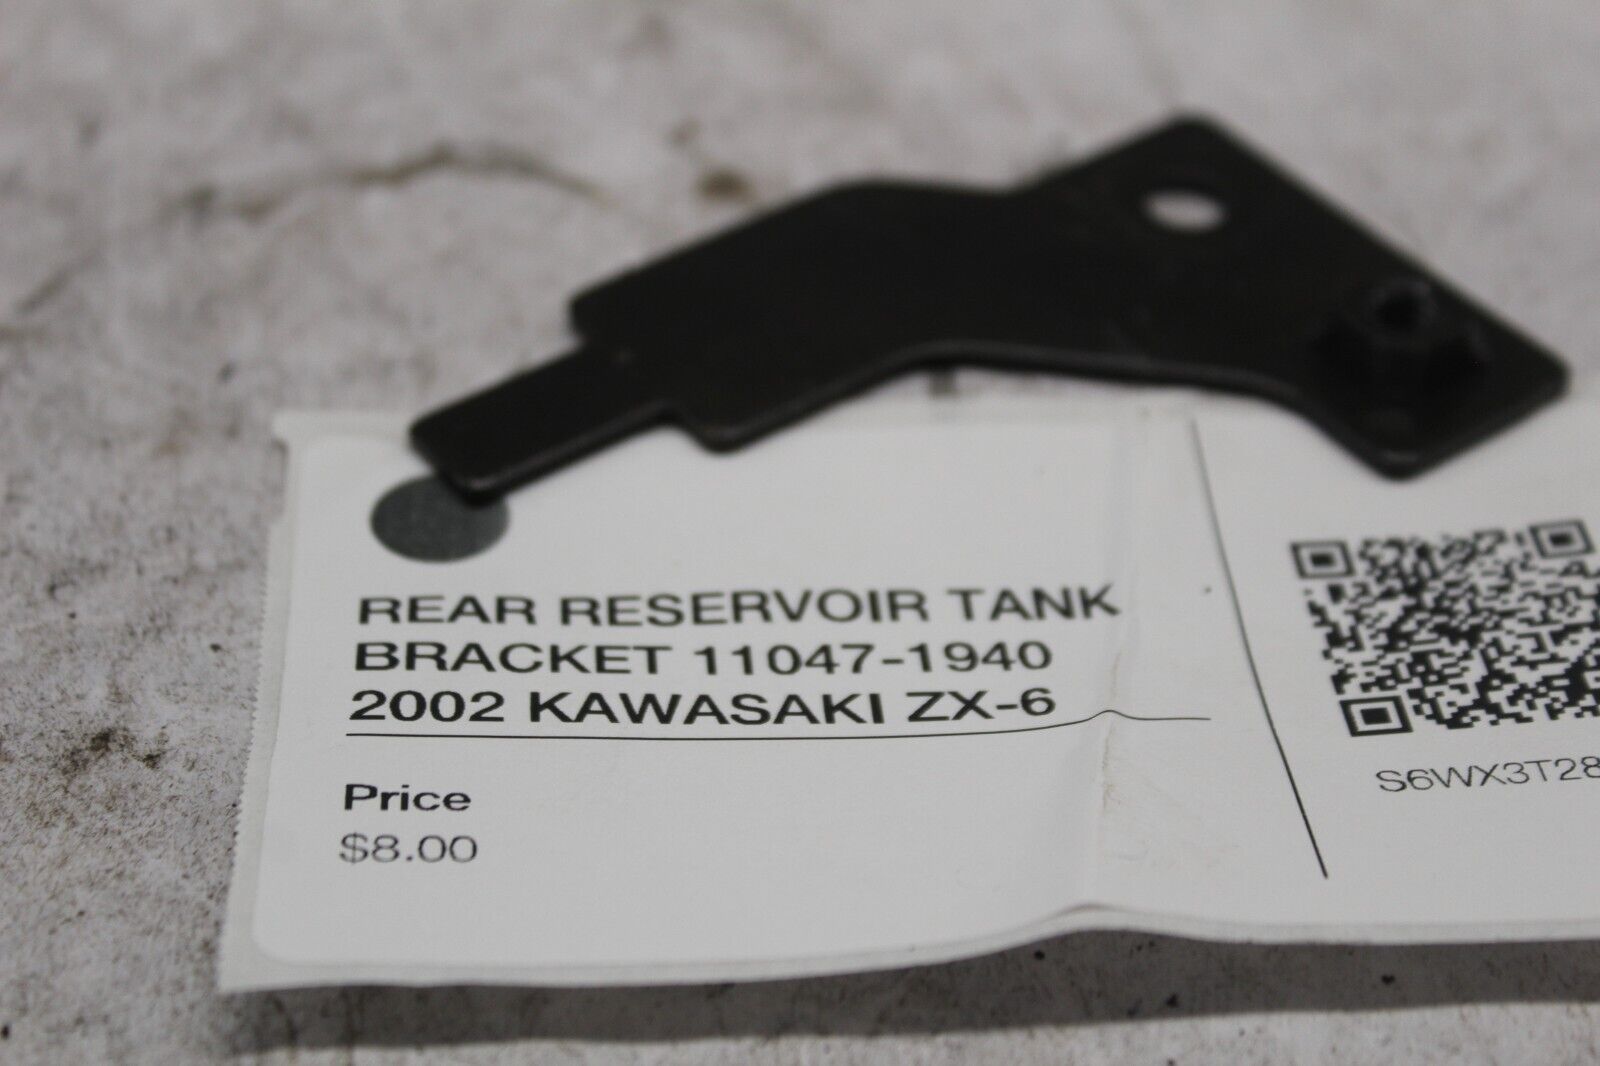 REAR RESERVOIR TANK
BRACKET 11047-1940
2002 KAWASAKI ZX-6
Price
$8.00
S6WX3T28